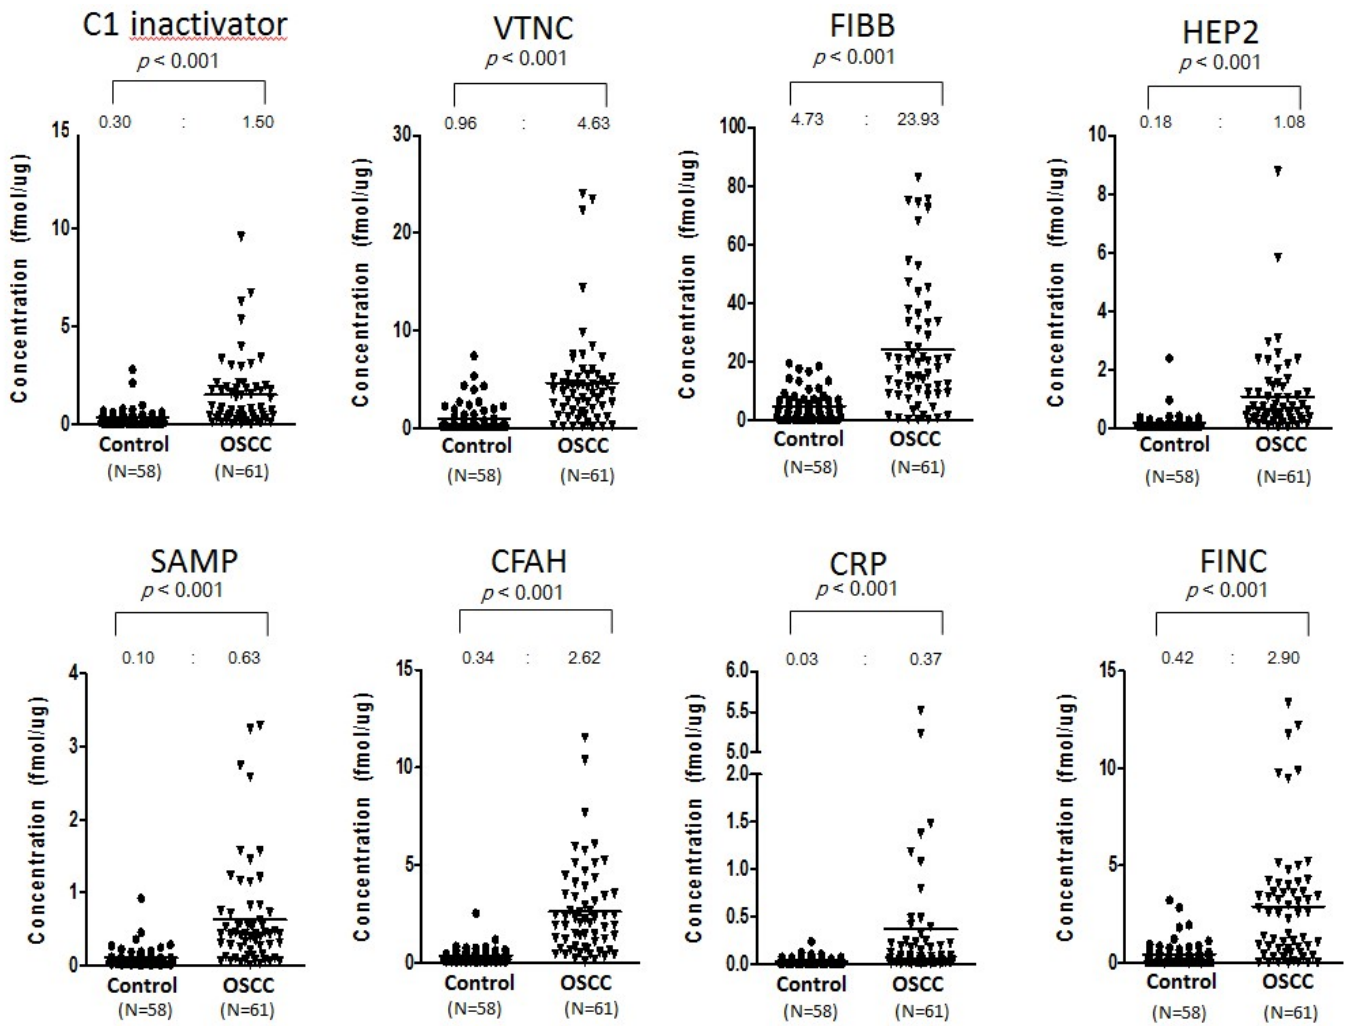 C1 inactivator
p < 0.001
0.30 : 1.50
15
10
5
0
Concentration (fmol/ug)
Control OSCC
(N=58) (N=61)
VTNC
p < 0.001
0.96 : 4.63
30
20
10
0
Concentration (fmol/ug)
Control OSCC
(N=58) (N=61)
FIBB
p < 0.001
4.73 : 23.93
100
80
60
40
20
0
Concentration (fmol/ug)
Control OSCC
(N=58) (N=61)
HEP2
p < 0.001
0.18 : 1.08
10
8
6
4
2
0
Concentration (fmol/ug)
Control OSCC
(N=58) (N=61)
SAMP
p < 0.001
0.10 : 0.63
4
3
2
1
0
Concentration (fmol/ug)
Control OSCC
(N=58) (N=61)
CFAH
p < 0.001
0.34 : 2.62
15
10
5
0
Concentration (fmol/ug)
Control OSCC
(N=58) (N=61)
CRP
p < 0.001
0.03 : 0.37
6.0
5.5
5.0
2.0
1.5
1.0
0.5
0.0
Concentration (fmol/ug)
Control OSCC
(N=58) (N=61)
FINC
p < 0.001
0.42 : 2.90
15
10
5
0
Concentration (fmol/ug)
Control OSCC
(N=58) (N=61)